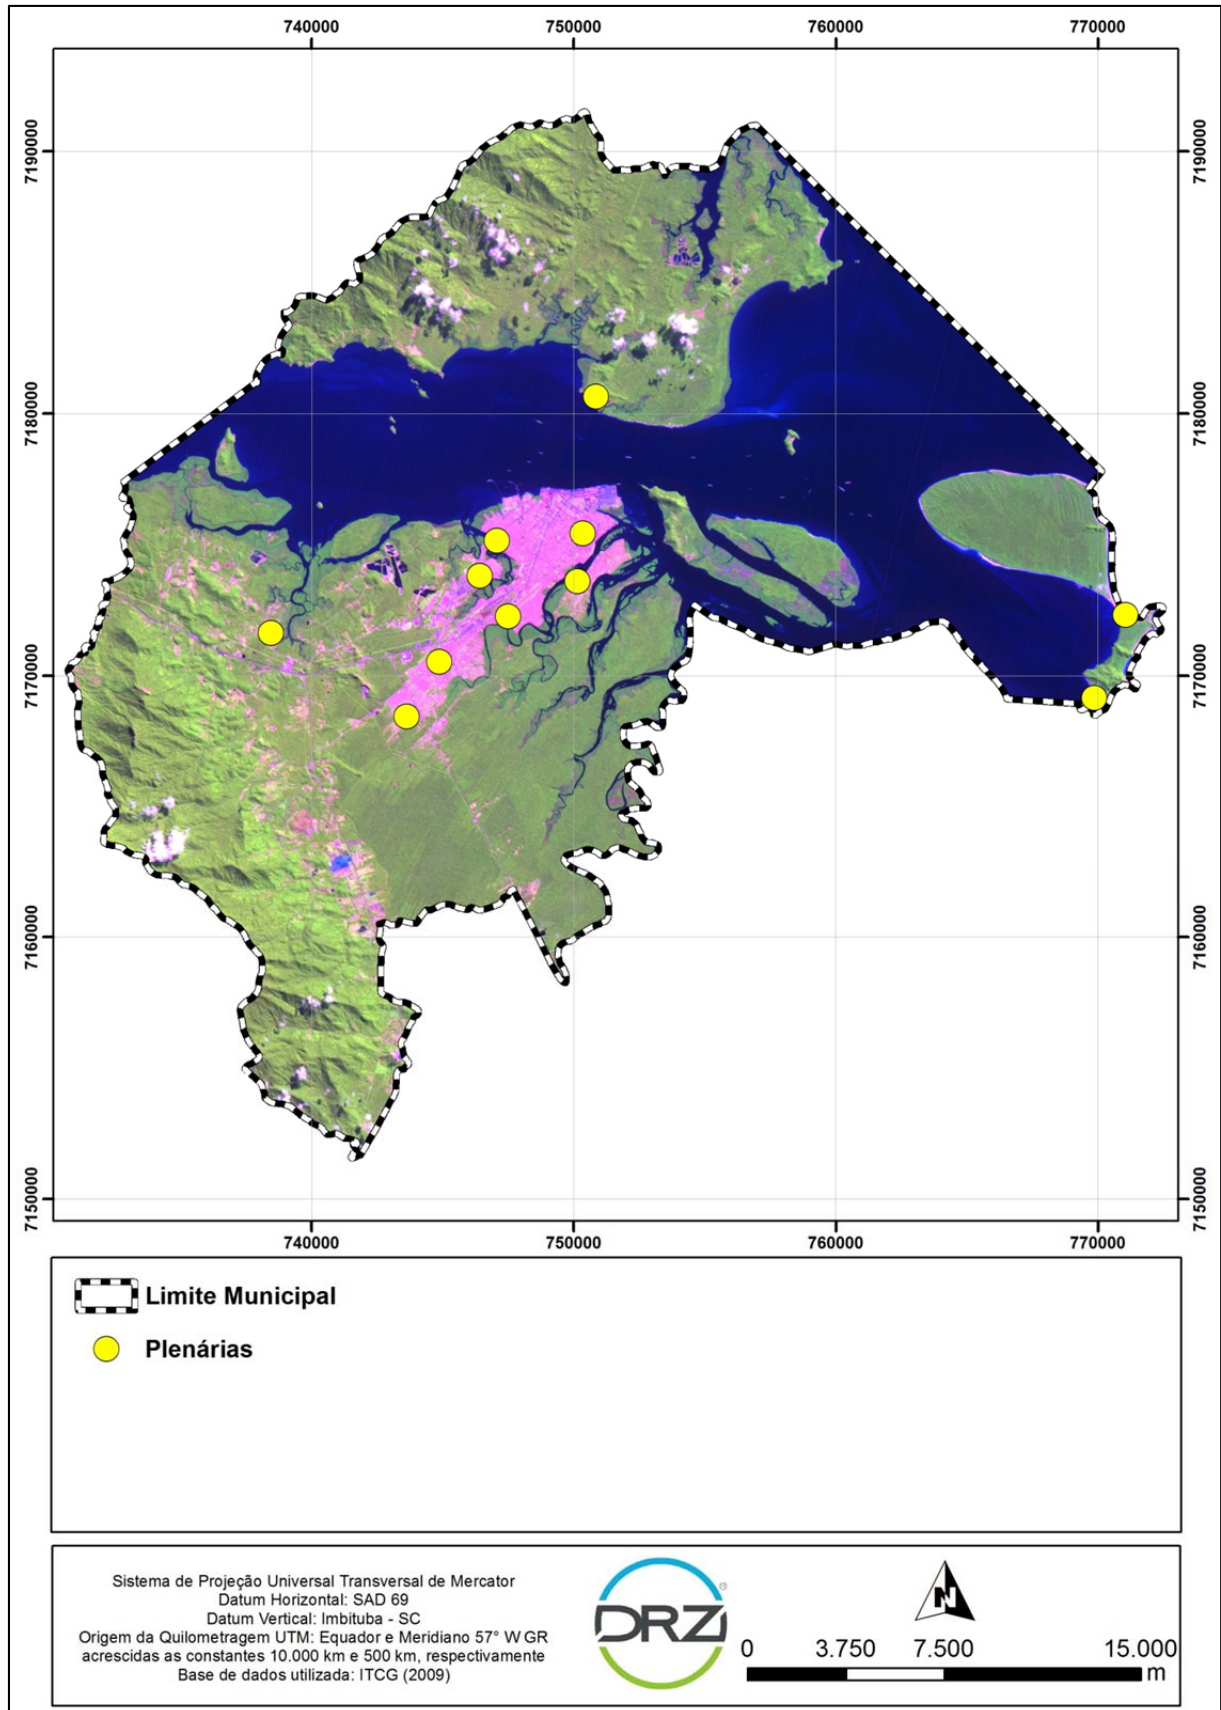 740000 750000 760000 770000
7190000 7190000
7180000 7180000
7170000 7170000
7160000 7160000
7150000 7150000
740000 750000 760000 770000
Limite Municipal
Plenárias
Sistema de Projeção Universal Transversal de Mercator
Datum Horizontal: SAD 69
Datum Vertical: Imbituba - SC
Origem da Quilometragem UTM: Equador e Meridiano 57° W GR
acrescidas as constantes 10.000 km e 500 km, respectivamente
Base de dados utilizada: ITCG (2009)
DRZ®
N
0 3.750 7.500 15.000
m